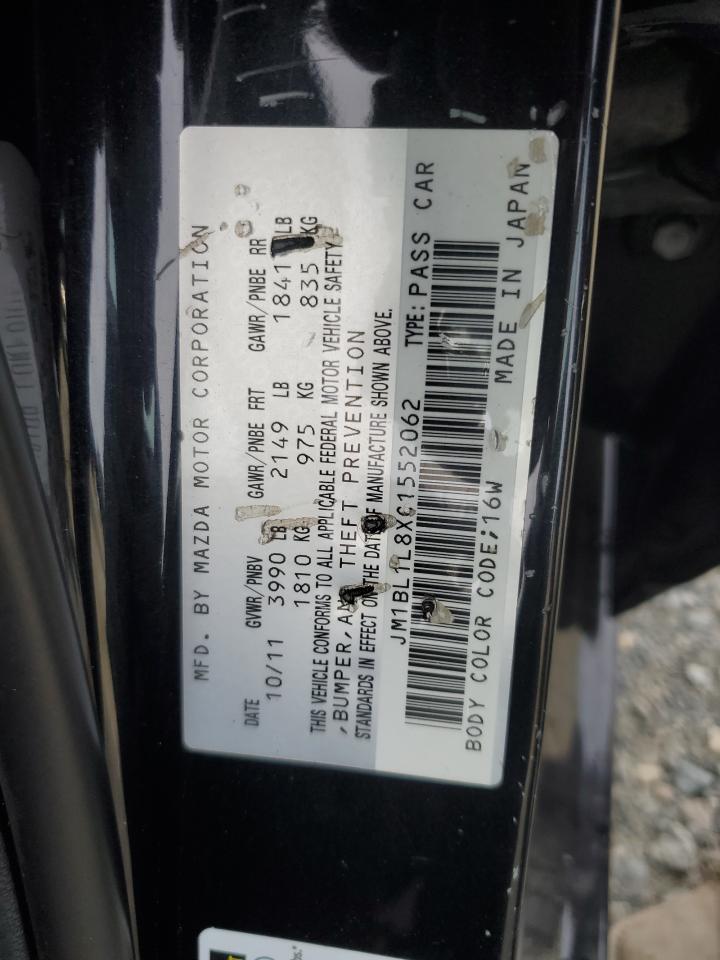 MFD. BY MAZDA MOTOR CORPORATION
DATE GVWR/PNBV GAWR/PNBE FRT GAWR/PNBE RR
10/11 3990 LB 2149 LB 1841 LB
1810 KG 975 KG 835 KG
THIS VEHICLE CONFORMS TO ALL APPLICABLE FEDERAL MOTOR VEHICLE SAFETY
,BUMPER, THEFT PREVENTION
STANDARDS IN EFFECT ON THE DATE OF MANUFACTURE SHOWN ABOVE.
JM1BL1L8XC1552062 TYPE:PASS CAR
BODY COLOR CODE;16W MADE IN JAPAN